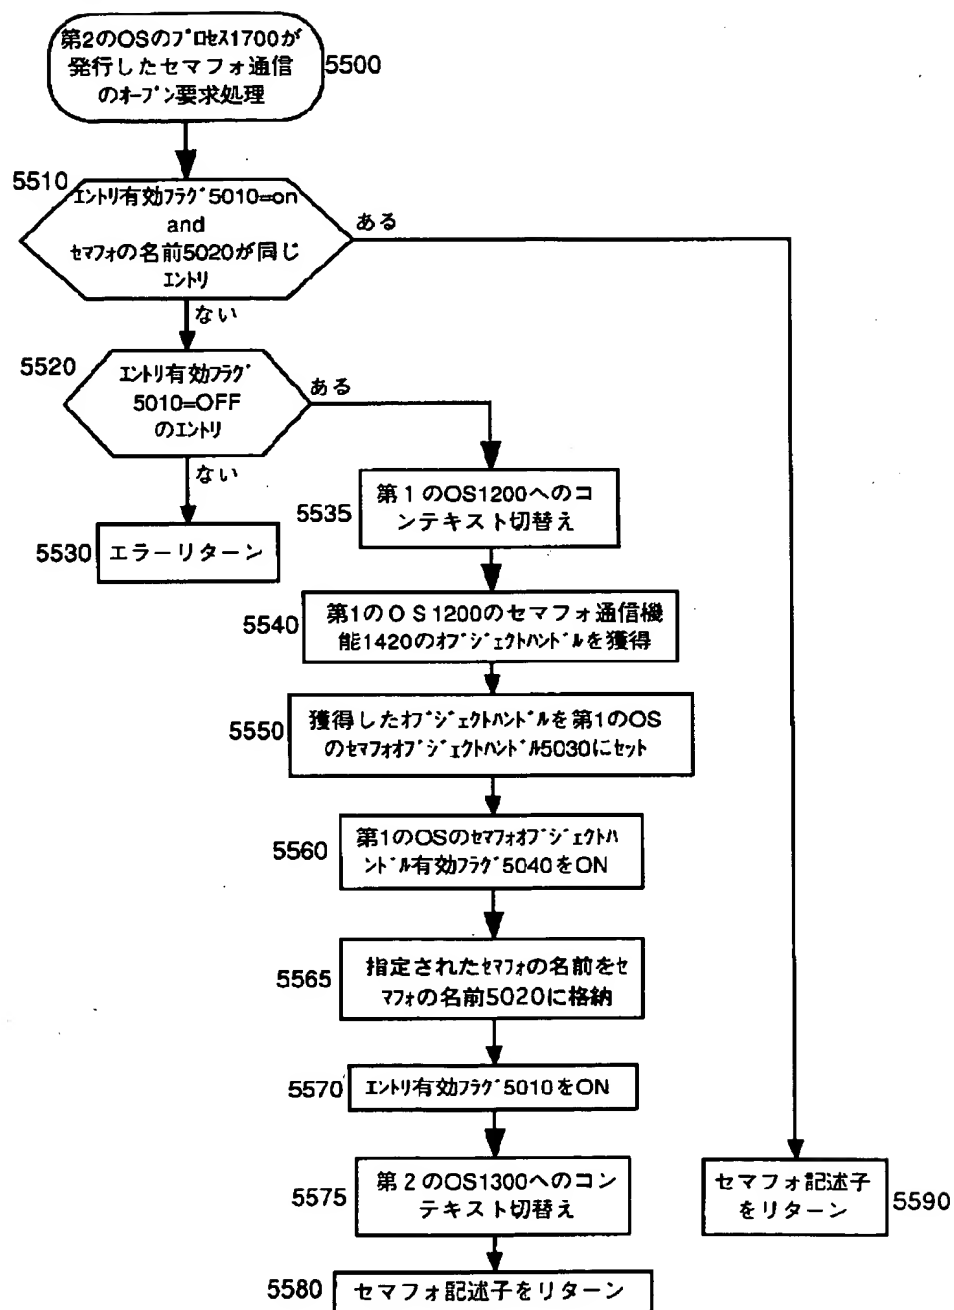 第2のOSのﾌﾟﾛｾｽ1700が
発行したセマフォ通信
のｵｰﾌﾟﾝ要求処理
5500
5510
ｴﾝﾄﾘ有効ﾌﾗｸﾞ5010=on
and
ｾﾏﾌｫの名前5020が同じ
ｴﾝﾄﾘ
ある
ない
5520
ｴﾝﾄﾘ有効ﾌﾗｸﾞ
5010=OFF
のｴﾝﾄﾘ
ある
ない
5530
エラーリターン
5535
第1のOS1200へのコ
ンテキスト切替え
5540
第1のOS1200のセマフォ通信機
能1420のｵﾌﾞｼﾞｪｸﾄﾊﾝﾄﾞﾙを獲得
5550
獲得したｵﾌﾞｼﾞｪｸﾄﾊﾝﾄﾞﾙを第1のOS
のｾﾏﾌｫｵﾌﾞｼﾞｪｸﾄﾊﾝﾄﾞﾙ5030にｾｯﾄ
5560
第1のOSのｾﾏﾌｫｵﾌﾞｼﾞｪｸﾄﾊ
ﾝﾄﾞﾙ有効ﾌﾗｸﾞ5040をON
5565
指定されたｾﾏﾌｫの名前をｾ
ﾏﾌｫの名前5020に格納
5570
ｴﾝﾄﾘ有効ﾌﾗｸﾞ5010をON
5575
第2のOS1300へのコン
テキスト切替え
セマフォ記述子
をリターン
5590
5580
セマフォ記述子をリターン